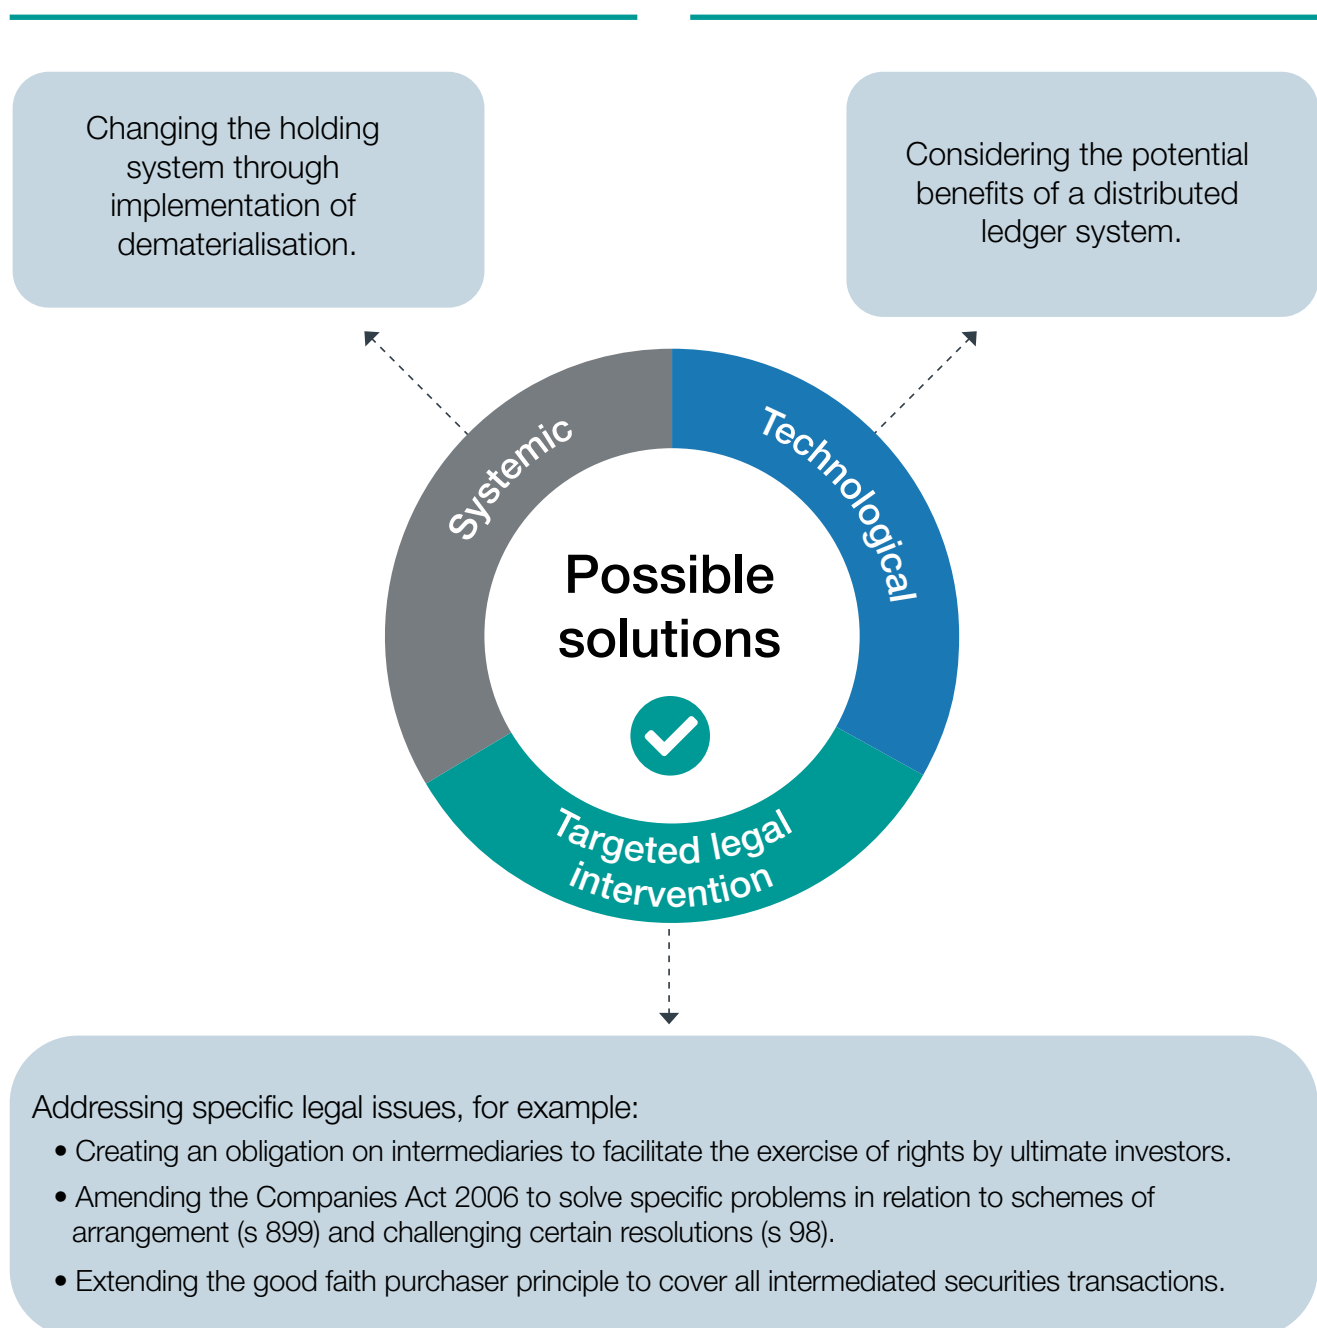 Changing the holding
system through
implementation of
dematerialisation.
Considering the potential
benefits of a distributed
ledger system.
Systemic
Technological
Possible
solutions
Targeted legal
intervention
Addressing specific legal issues, for example:
• Creating an obligation on intermediaries to facilitate the exercise of rights by ultimate investors.
• Amending the Companies Act 2006 to solve specific problems in relation to schemes of
arrangement (s 899) and challenging certain resolutions (s 98).
• Extending the good faith purchaser principle to cover all intermediated securities transactions.